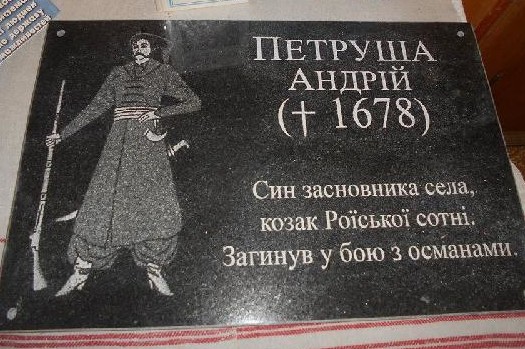 ПЕТРУША
АНДРІЙ
(† 1678)
Син засновника села,
козак Роїської сотні.
Загинув у бою з османами.